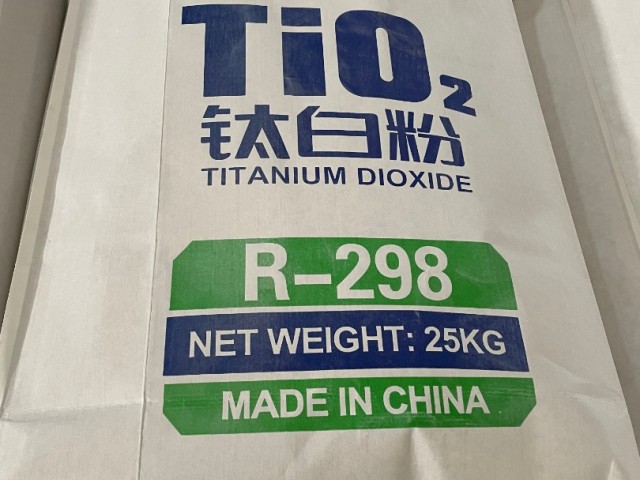 TiO2
钛白粉
TITANIUM DIOXIDE
R-298
NET WEIGHT: 25KG
MADE IN CHINA